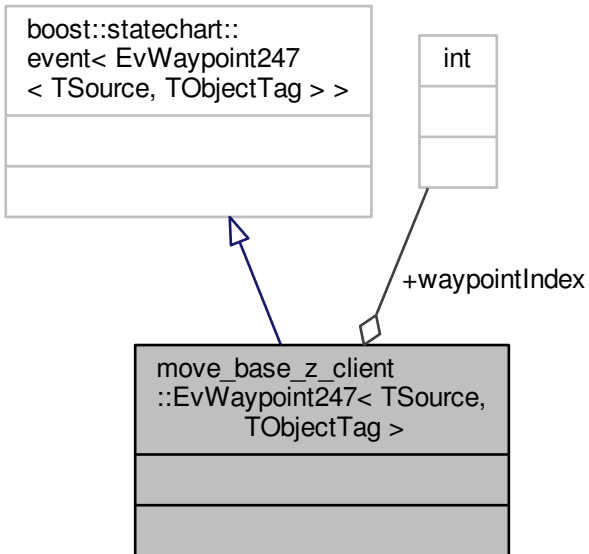 boost::statechart::
event< EvWaypoint247
< TSource, TObjectTag > >
int
+waypointIndex
move_base_z_client
::EvWaypoint247< TSource,
TObjectTag >